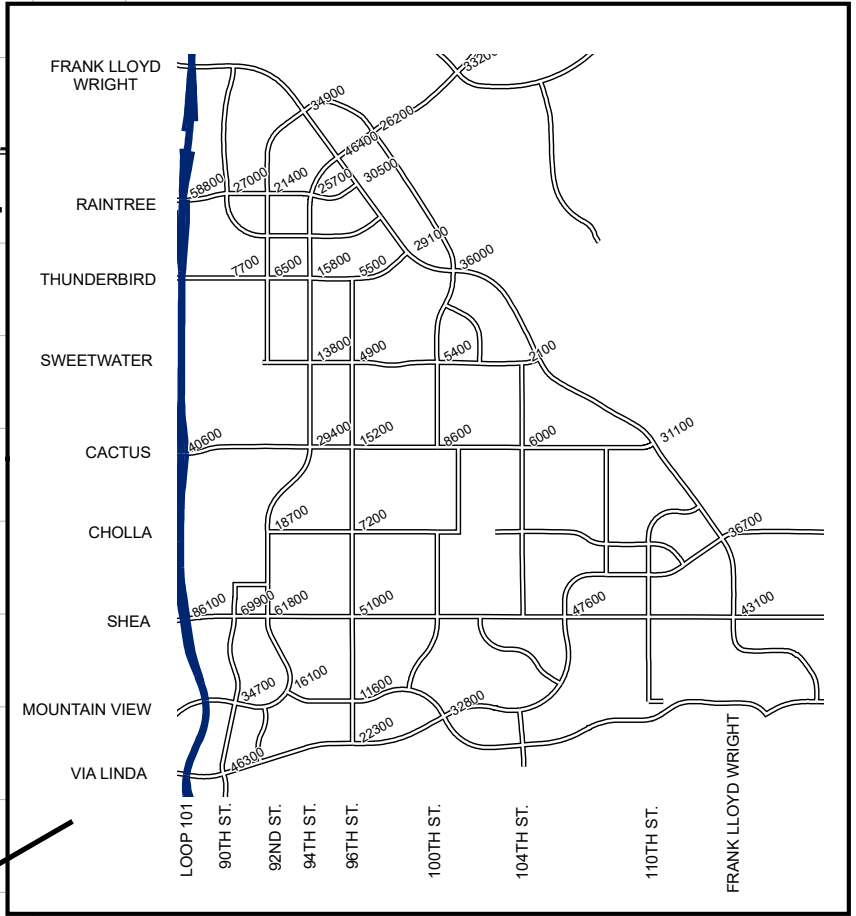 FRANK LLOYD
WRIGHT
33200
34900
26200
46400
RAINTREE
58800
27000
21400
25700
30500
THUNDERBIRD
7700
6500
15800
5500
29100
36000
SWEETWATER
13800
4900
5400
2100
CACTUS
40600
29400
15200
8600
6000
31100
CHOLLA
18700
7200
36700
SHEA
86100
69900
61800
51000
47600
43100
MOUNTAIN VIEW
34700
16100
11600
32800
VIA LINDA
46300
22300
LOOP 101
90TH ST.
92ND ST.
94TH ST.
96TH ST.
100TH ST.
104TH ST.
110TH ST.
FRANK LLOYD WRIGHT